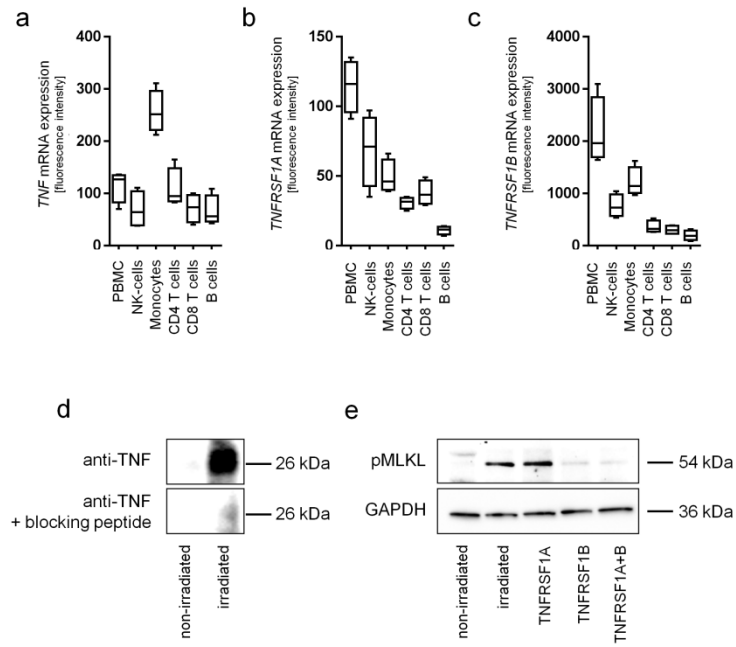 a
TNF mRNA expression
[fluorescence intensity]
400
300
200
100
0
PBMC
NK-cells
Monocytes
CD4 T cells
CD8 T cells
B cells
b
TNFRSF1A mRNA expression
[fluorescence intensity]
150
100
50
0
PBMC
NK-cells
Monocytes
CD4 T cells
CD8 T cells
B cells
c
TNFRSF1B mRNA expression
[fluorescence intensity]
4000
3000
2000
1000
0
PBMC
NK-cells
Monocytes
CD4 T cells
CD8 T cells
B cells
d
anti-TNF
26 kDa
anti-TNF
+ blocking peptide
26 kDa
non-irradiated
irradiated
e
pMLKL
54 kDa
GAPDH
36 kDa
non-irradiated
irradiated
TNFRSF1A
TNFRSF1B
TNFRSF1A+B